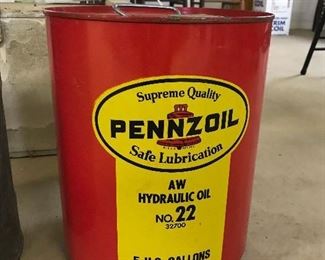 Supreme Quality
PENNZOIL
Safe Lubrication
AW
HYDRAULIC OIL
NO. 22
32700
5 U.S. GALLONS